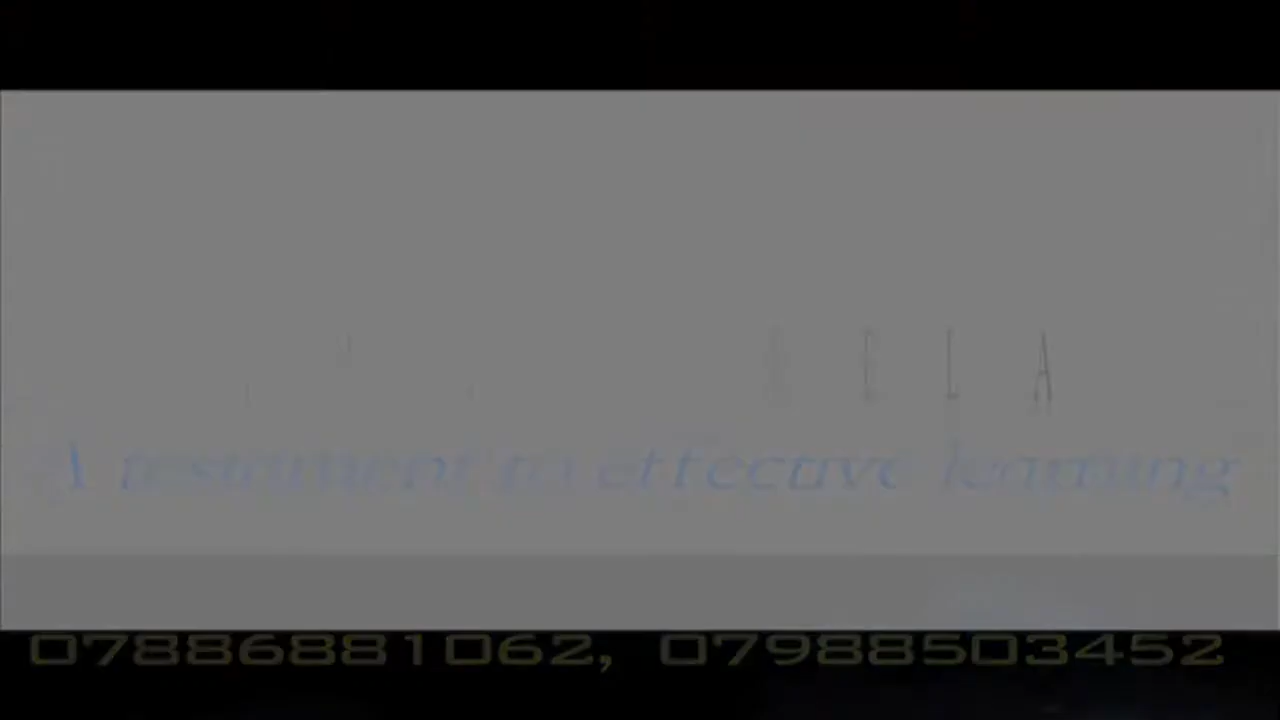 E L A
A testament to effective learning
07886881062, 07988503452